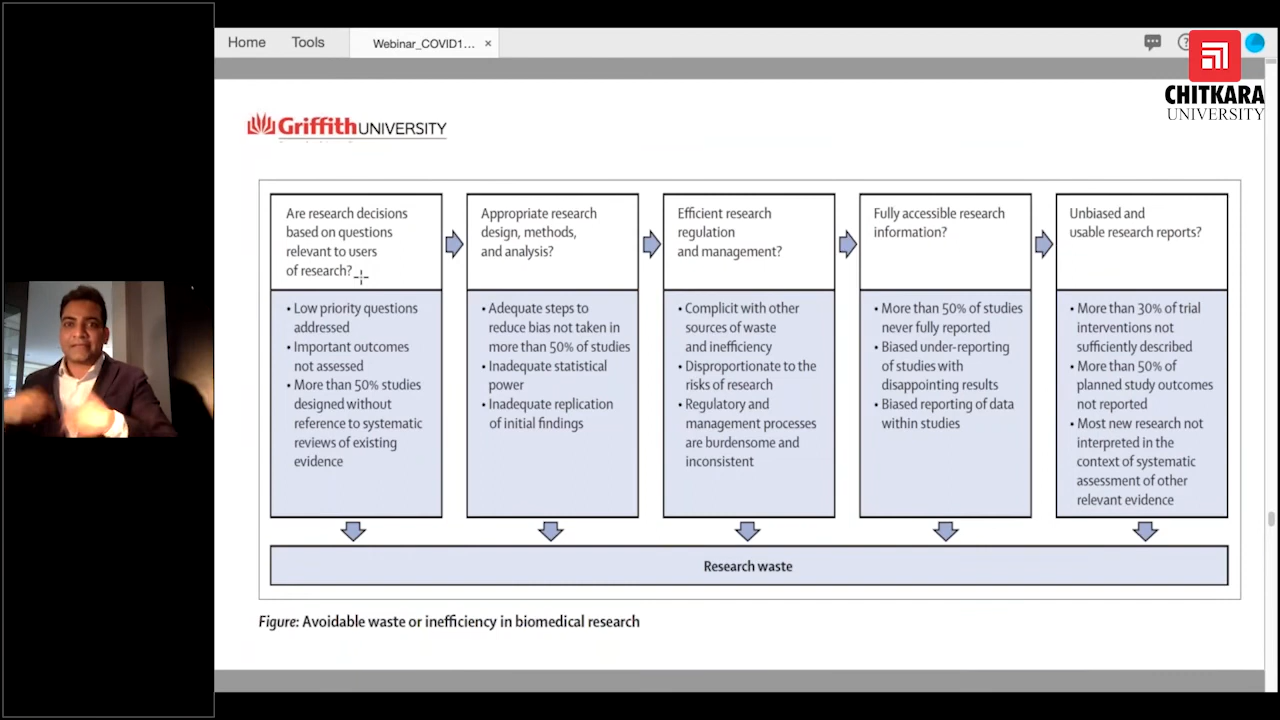 Home
Tools
Webinar_COVID1...
×
CHITKARA
UNIVERSITY
Griffith UNIVERSITY
Are research decisions
based on questions
relevant to users
of research?
• Low priority questions
addressed
• Important outcomes
not assessed
• More than 50% studies
designed without
reference to systematic
reviews of existing
evidence
Appropriate research
design, methods,
and analysis?
• Adequate steps to
reduce bias not taken in
more than 50% of studies
• Inadequate statistical
power
• Inadequate replication
of initial findings
Efficient research
regulation
and management?
• Complicit with other
sources of waste
and inefficiency
• Disproportionate to the
risks of research
• Regulatory and
management processes
are burdensome and
inconsistent
Fully accessible research
information?
• More than 50% of studies
never fully reported
• Biased under-reporting
of studies with
disappointing results
• Biased reporting of data
within studies
Unbiased and
usable research reports?
• More than 30% of trial
interventions not
sufficiently described
• More than 50% of
planned study outcomes
not reported
• Most new research not
interpreted in the
context of systematic
assessment of other
relevant evidence
Research waste
Figure: Avoidable waste or inefficiency in biomedical research